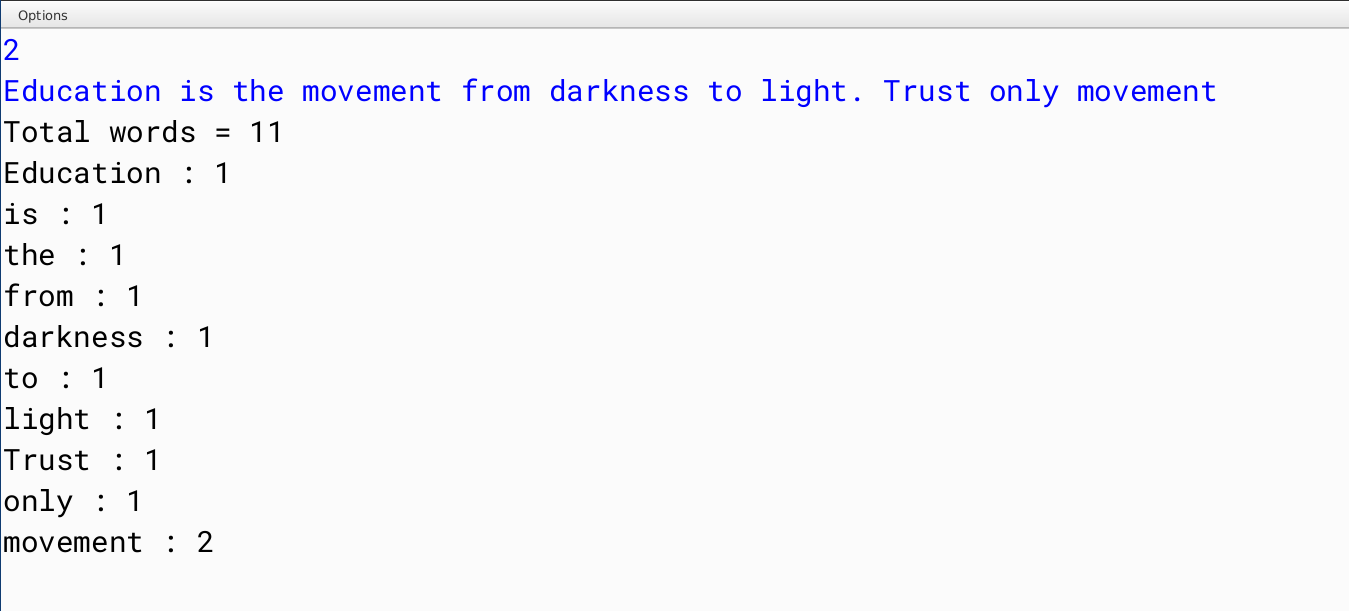 Options
2
Education is the movement from darkness to light. Trust only movement
Total words = 11
Education : 1
is : 1
the : 1
from : 1
darkness : 1
to : 1
light : 1
Trust : 1
only : 1
movement : 2